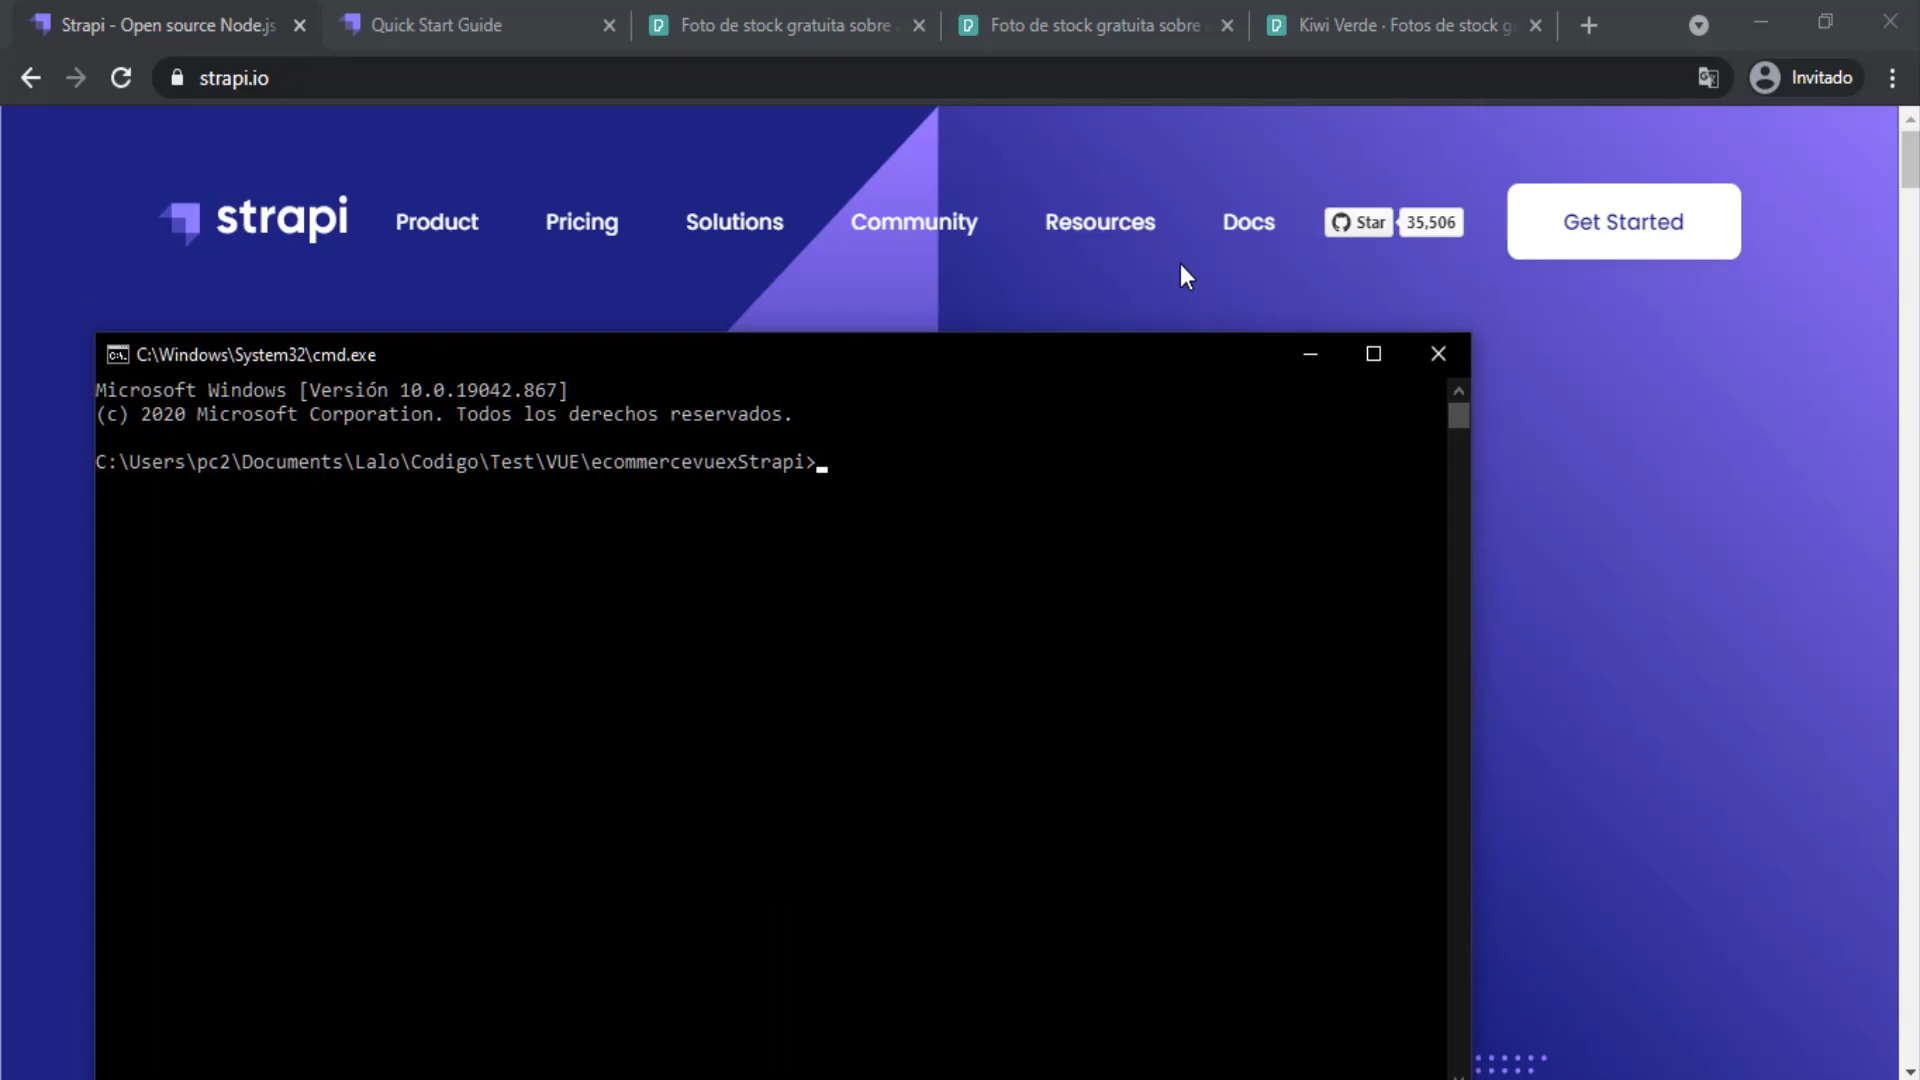 Strapi - Open source Node.js
Quick Start Guide
Foto de stock gratuita sobre
Foto de stock gratuita sobre
Kiwi Verde · Fotos de stock g
strapi.io
Invitado
strapi
Product
Pricing
Solutions
Community
Resources
Docs
Star
35,506
Get Started
C:\Windows\System32\cmd.exe
Microsoft Windows [Versión 10.0.19042.867]
(c) 2020 Microsoft Corporation. Todos los derechos reservados.
C:\Users\pc2\Documents\Lalo\Codigo\Test\VUE\ecommercevuexStrapi>